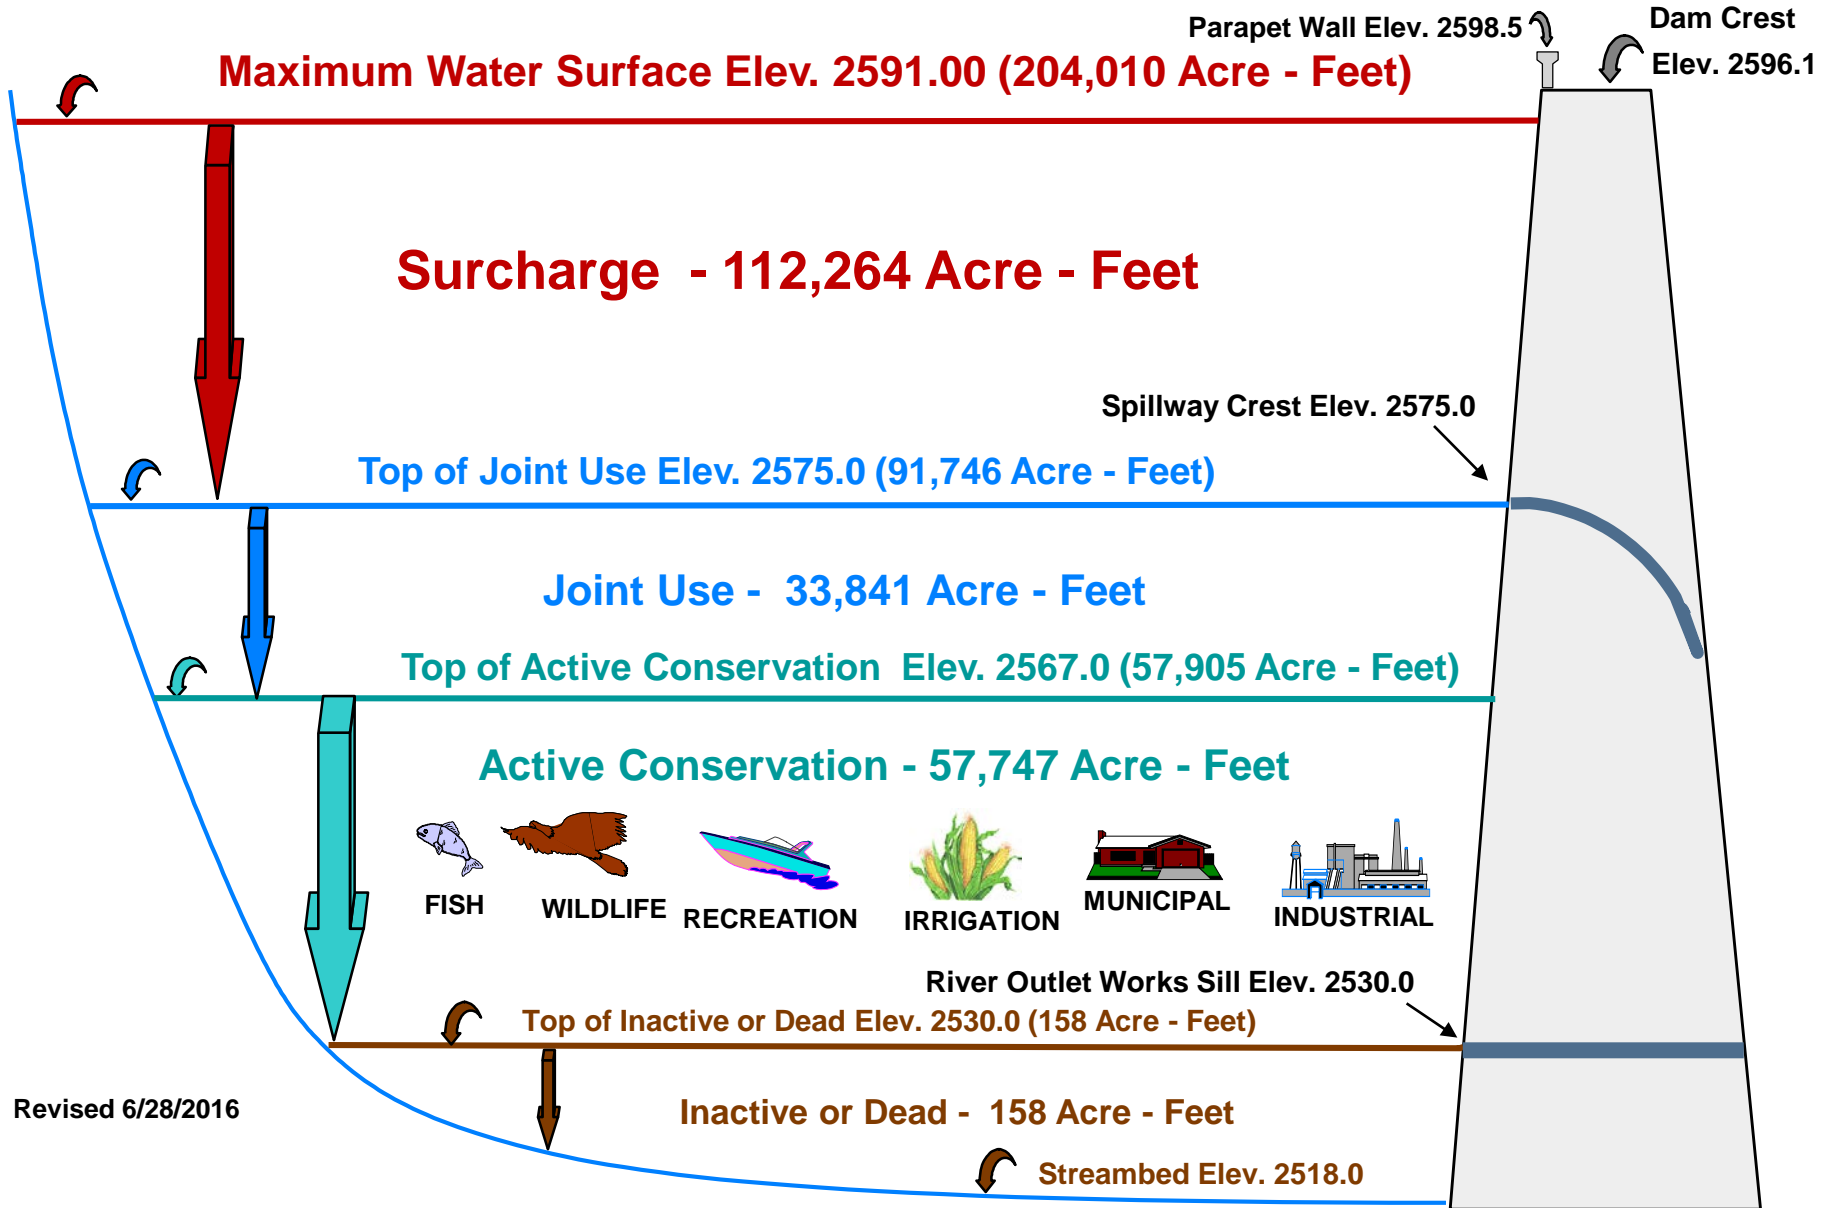 Parapet Wall Elev. 2598.5
Dam Crest
Elev. 2596.1
Maximum Water Surface Elev. 2591.00 (204,010 Acre - Feet)
Surcharge - 112,264 Acre - Feet
Spillway Crest Elev. 2575.0
Top of Joint Use Elev. 2575.0 (91,746 Acre - Feet)
Joint Use - 33,841 Acre - Feet
Top of Active Conservation Elev. 2567.0 (57,905 Acre - Feet)
Active Conservation - 57,747 Acre - Feet
FISH
WILDLIFE
RECREATION
IRRIGATION
MUNICIPAL
INDUSTRIAL
River Outlet Works Sill Elev. 2530.0
Top of Inactive or Dead Elev. 2530.0 (158 Acre - Feet)
Revised 6/28/2016
Inactive or Dead - 158 Acre - Feet
Streambed Elev. 2518.0